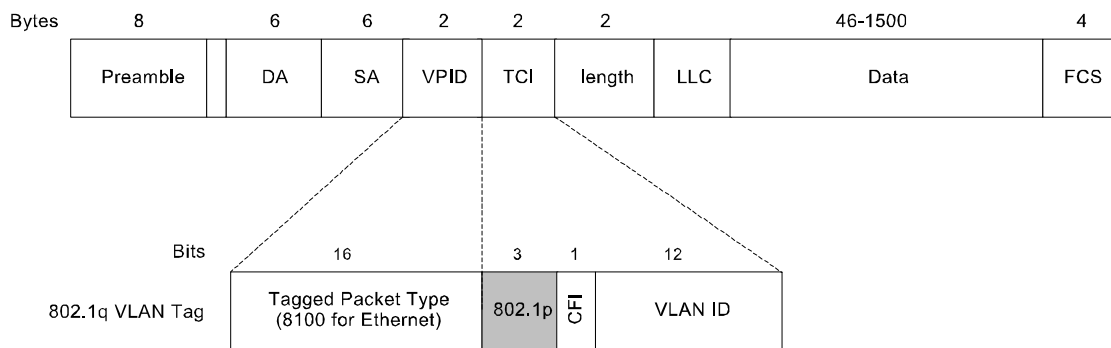 Bytes 8 6 6 2 2 2 46-1500 4
Preamble DA SA VPID TCI length LLC Data FCS
Bits 16 3 1 12
802.1q VLAN Tag Tagged Packet Type 802.1p CFI VLAN ID
(8100 for Ethernet)